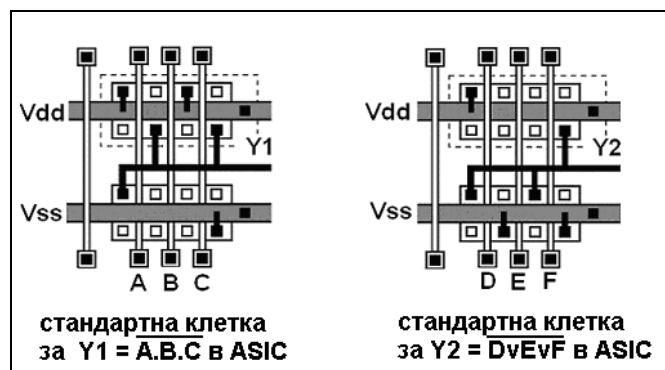 Vdd
Y1
Vss
A B C
стандартна клетка
за Y1 = A.B.C в ASIC
Vdd
Y2
Vss
D E F
стандартна клетка
за Y2 = DvEvF в ASIC